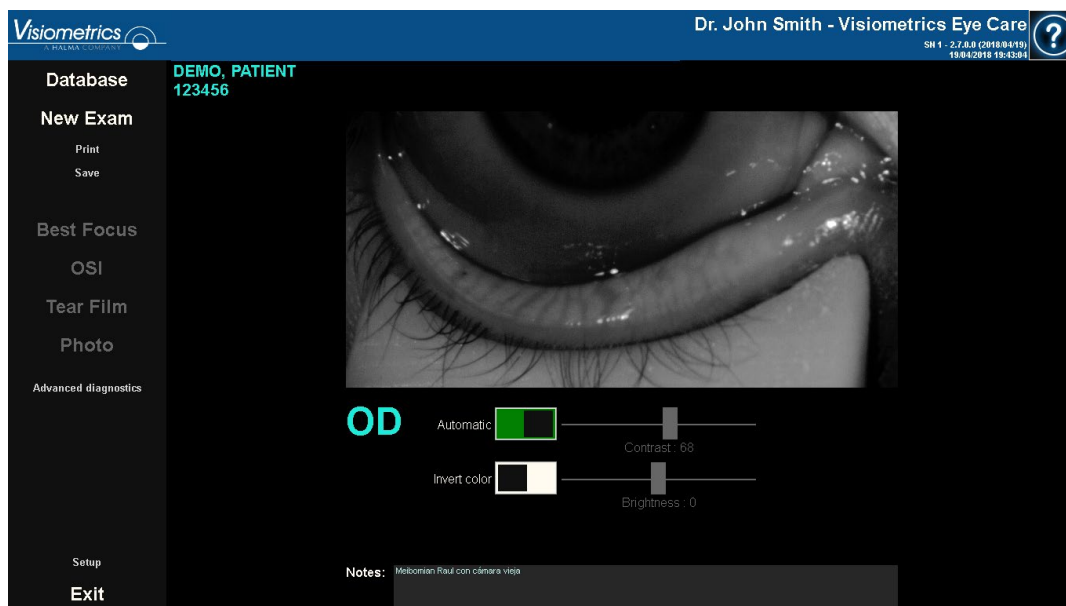 Visiometrics
A HALMA COMPANY
Dr. John Smith - Visiometrics Eye Care
SN 1 - 2.7.0.0 (2018/04/19)
19/04/2018 19:43:04
?
Database
New Exam
Print
Save
Best Focus
OSI
Tear Film
Photo
Advanced diagnostics
Setup
Exit
DEMO, PATIENT
123456
OD
Automatic
Contrast : 68
Invert color
Brightness : 0
Notes: Meibomian Raul con cámara vieja